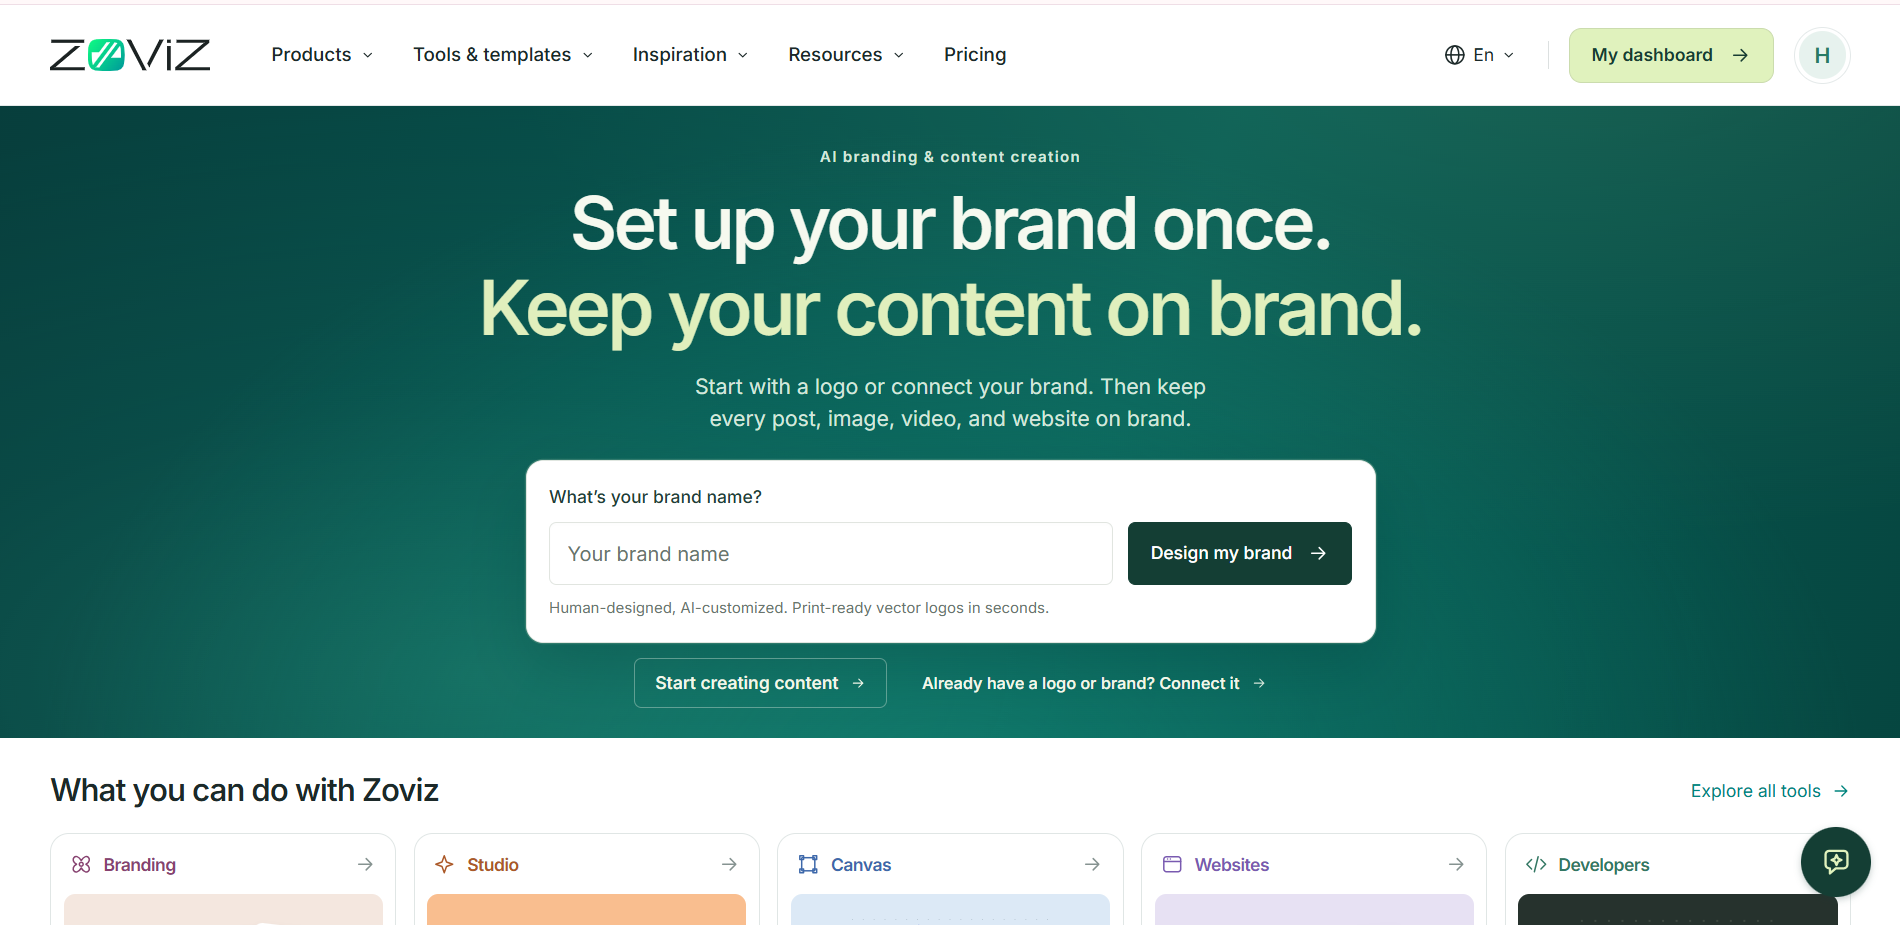 ZOViZ
Products
Tools & templates
Inspiration
Resources
Pricing
En
My dashboard
H
AI branding & content creation
Set up your brand once.
Keep your content on brand.
Start with a logo or connect your brand. Then keep
every post, image, video, and website on brand.
What’s your brand name?
Your brand name
Design my brand
Human-designed, AI-customized. Print-ready vector logos in seconds.
Start creating content
Already have a logo or brand? Connect it
What you can do with Zoviz
Explore all tools
Branding
Studio
Canvas
Websites
Developers